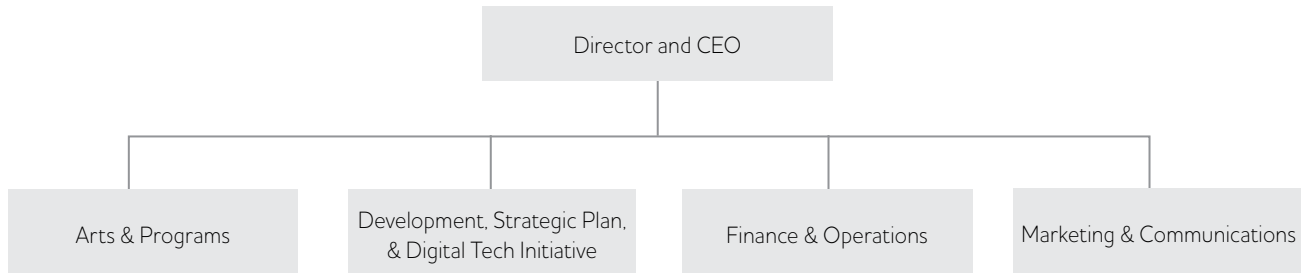 Director and CEO
Arts & Programs
Development, Strategic Plan,
& Digital Tech Initiative
Finance & Operations
Marketing & Communications